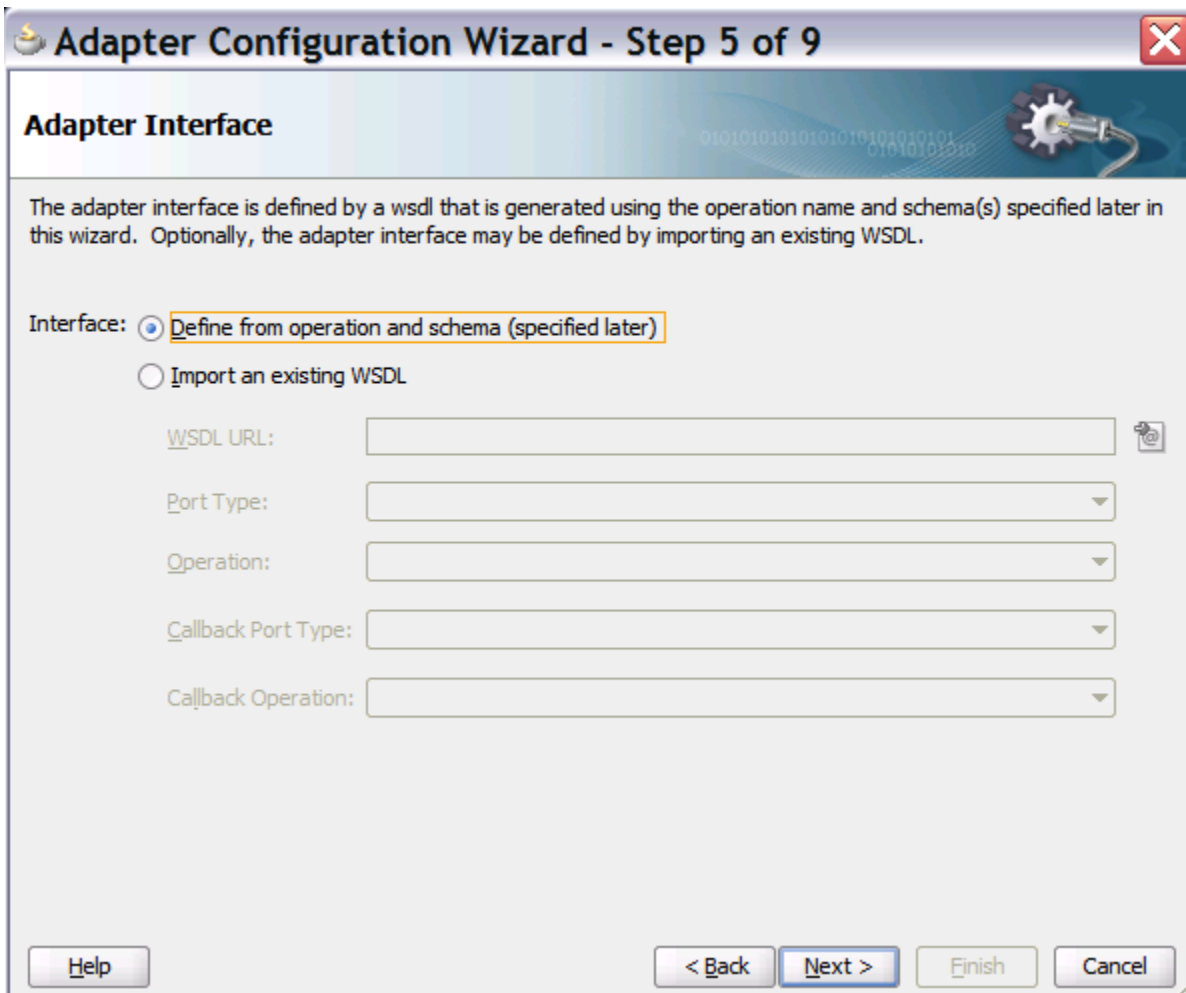 Adapter Configuration Wizard - Step 5 of 9
Adapter Interface
The adapter interface is defined by a wsdl that is generated using the operation name and schema(s) specified later in
this wizard. Optionally, the adapter interface may be defined by importing an existing WSDL.
Interface: Define from operation and schema (specified later)
Import an existing WSDL
WSDL URL:
Port Type:
Operation:
Callback Port Type:
Callback Operation:
Help < Back Next > Finish Cancel